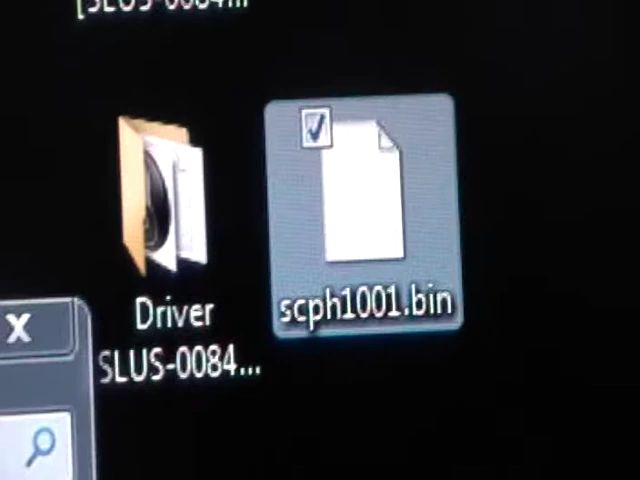 [SLUS-0084...
Driver
SLUS-0084...
scph1001.bin
X